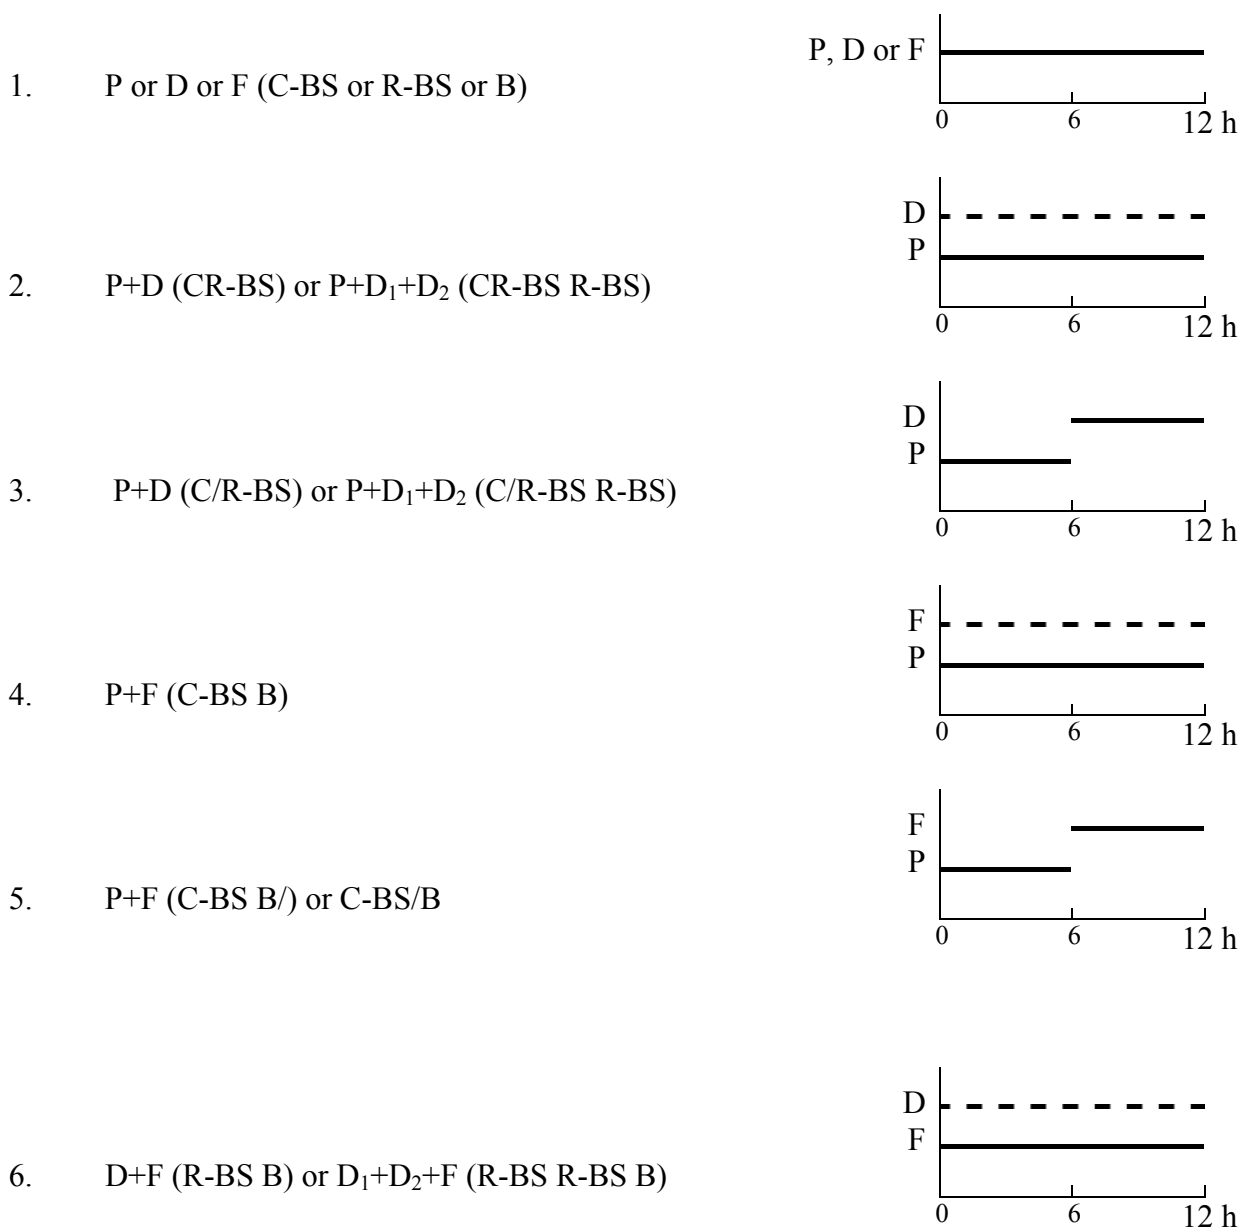 P, D or F
1. P or D or F (C-BS or R-BS or B)
0 6 12 h
D
P
2. P+D (CR-BS) or P+D₁+D₂ (CR-BS R-BS)
0 6 12 h
D
P
3. P+D (C/R-BS) or P+D₁+D₂ (C/R-BS R-BS)
0 6 12 h
F
P
4. P+F (C-BS B)
0 6 12 h
F
P
5. P+F (C-BS B/) or C-BS/B
0 6 12 h
D
F
6. D+F (R-BS B) or D₁+D₂+F (R-BS R-BS B)
0 6 12 h